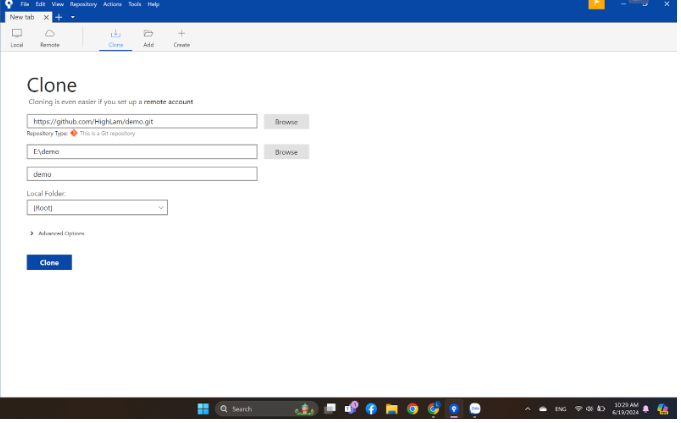 File Edit View Repository Actions Tools Help
New tab
Local Remote Clone Add Create
Clone
Cloning is even easier if you set up a remote account
https://github.com/HighLam/demo.git Browse
Repository Type: This is a Git repository
E:\demo Browse
demo
Local Folder:
[Root]
Advanced Options
Clone
Search ENG 10:29 AM
6/19/2024